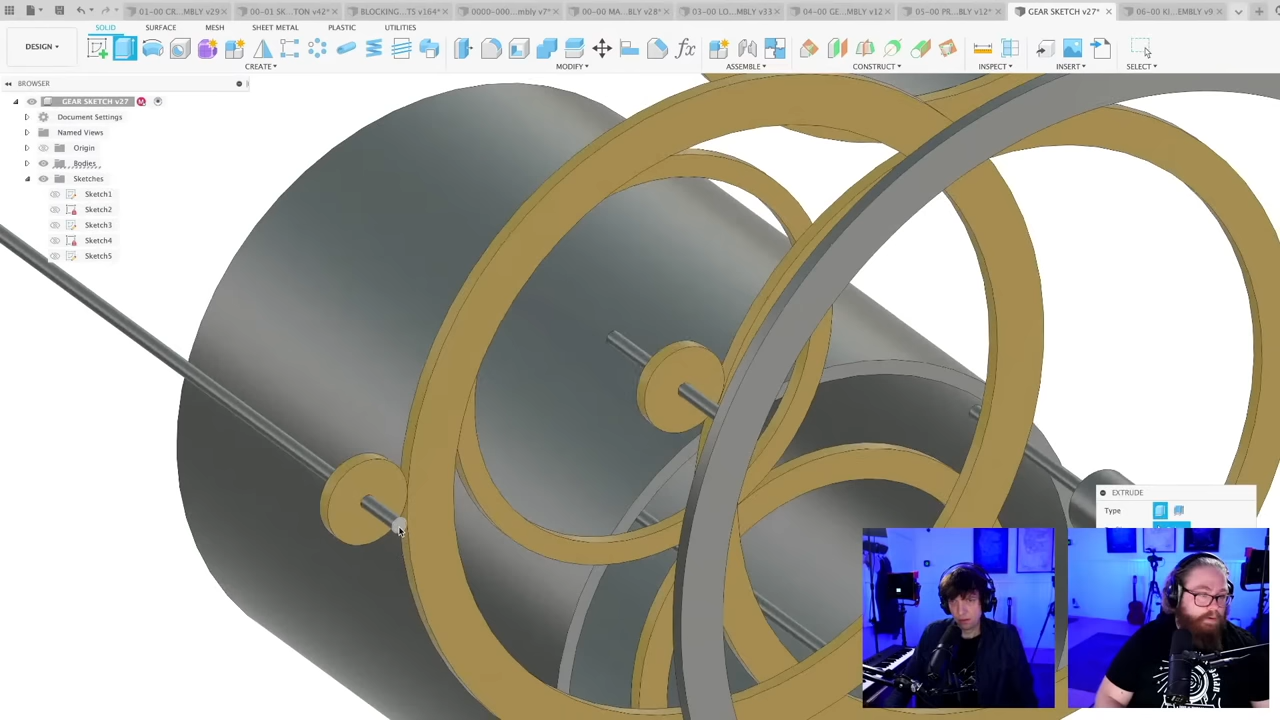 01-00 CR...MBLY v29*
00-01 SK...TON v42*
BLOCKING...TS v164*
0000-000...mbly v7*
00-00 MA...BLY v28*
03-00 LO...MBLY v33
04-00 GE...MBLY v12
05-00 PR...BLY v12*
GEAR SKETCH v27*
06-00 KI...EMBLY v9
SOLID
SURFACE
MESH
SHEET METAL
PLASTIC
UTILITIES
DESIGN
CREATE
MODIFY
fx
ASSEMBLE
CONSTRUCT
INSPECT
INSERT
SELECT
BROWSER
GEAR SKETCH v27
M
Document Settings
Named Views
Origin
Bodies
Sketches
Sketch1
Sketch2
Sketch3
Sketch4
Sketch5
EXTRUDE
Type